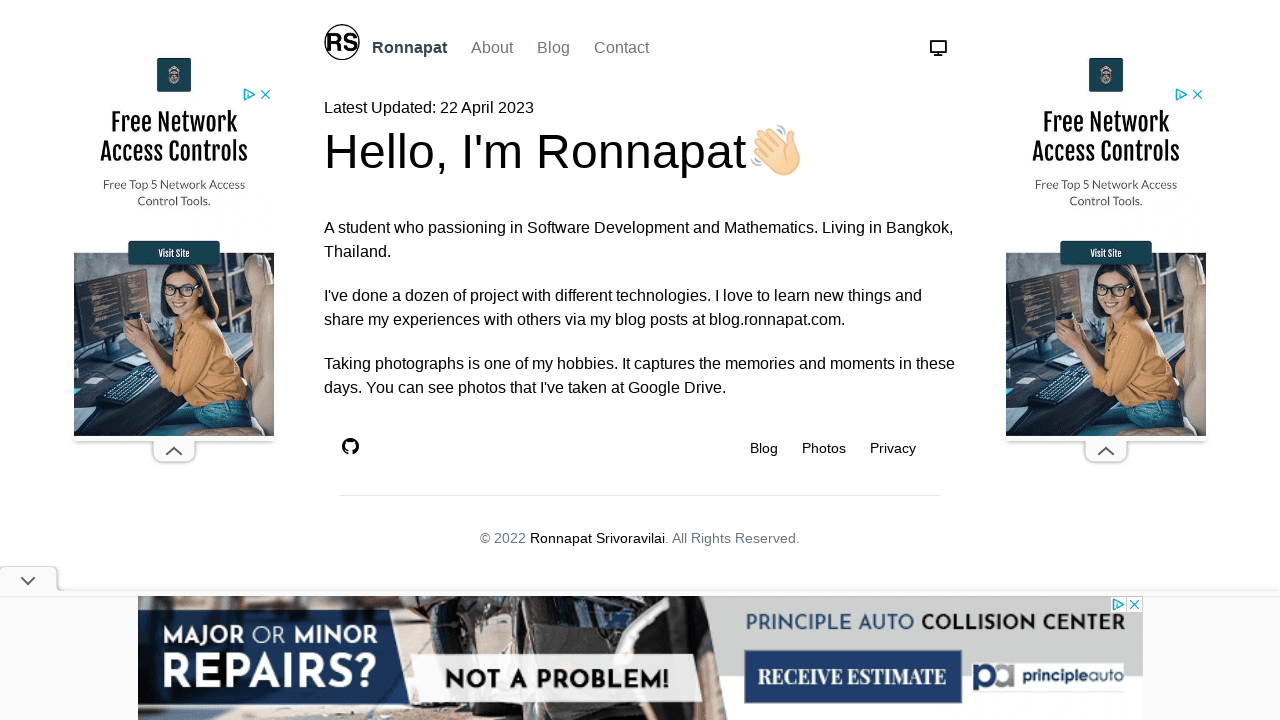 RS
Ronnapat
About
Blog
Contact
Latest Updated: 22 April 2023
Hello, I'm Ronnapat👋🏻
A student who passioning in Software Development and Mathematics. Living in Bangkok,
Thailand.
I've done a dozen of project with different technologies. I love to learn new things and
share my experiences with others via my blog posts at blog.ronnapat.com.
Taking photographs is one of my hobbies. It captures the memories and moments in these
days. You can see photos that I've taken at Google Drive.
Blog
Photos
Privacy
© 2022 Ronnapat Srivoravilai. All Rights Reserved.
Free Network
Access Controls
Free Top 5 Network Access
Control Tools.
Visit Site
Free Network
Access Controls
Free Top 5 Network Access
Control Tools.
Visit Site
MAJOR OR MINOR
REPAIRS?
NOT A PROBLEM!
PRINCIPLE AUTO COLLISION CENTER
RECEIVE ESTIMATE
pa principleauto